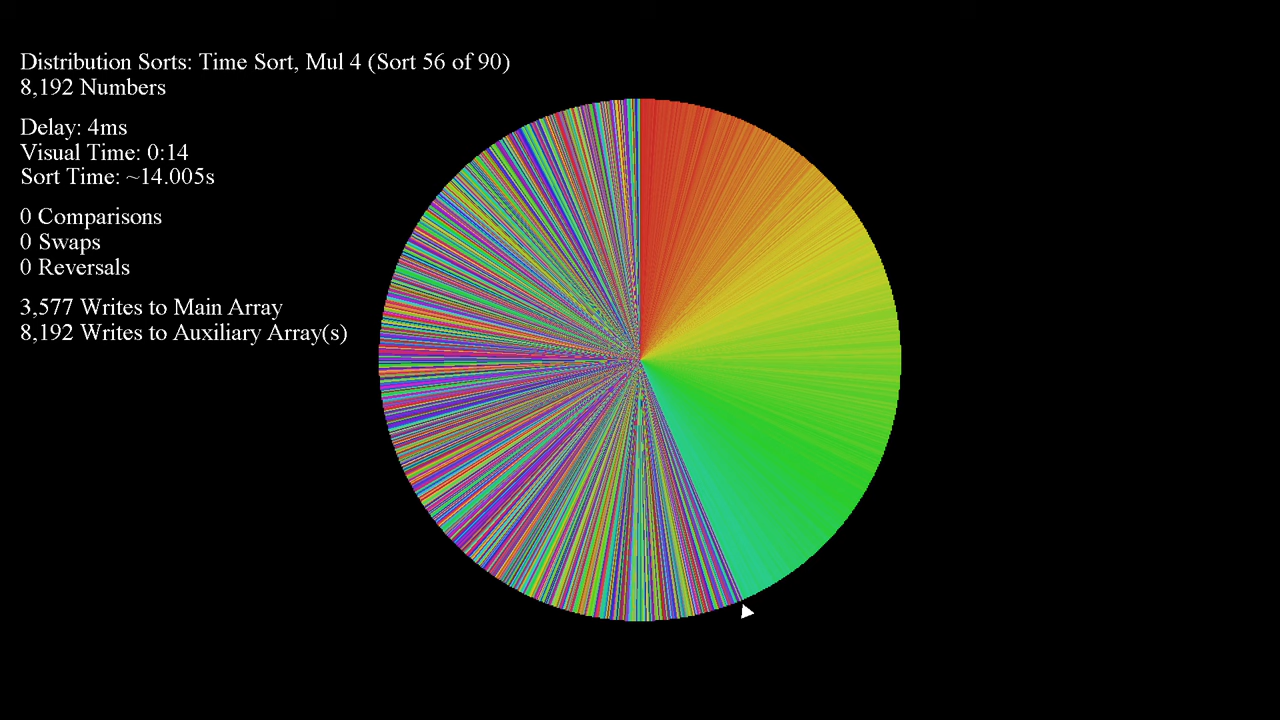 Distribution Sorts: Time Sort, Mul 4 (Sort 56 of 90)
8,192 Numbers
Delay: 4ms
Visual Time: 0:14
Sort Time: ~14.005s
0 Comparisons
0 Swaps
0 Reversals
3,577 Writes to Main Array
8,192 Writes to Auxiliary Array(s)